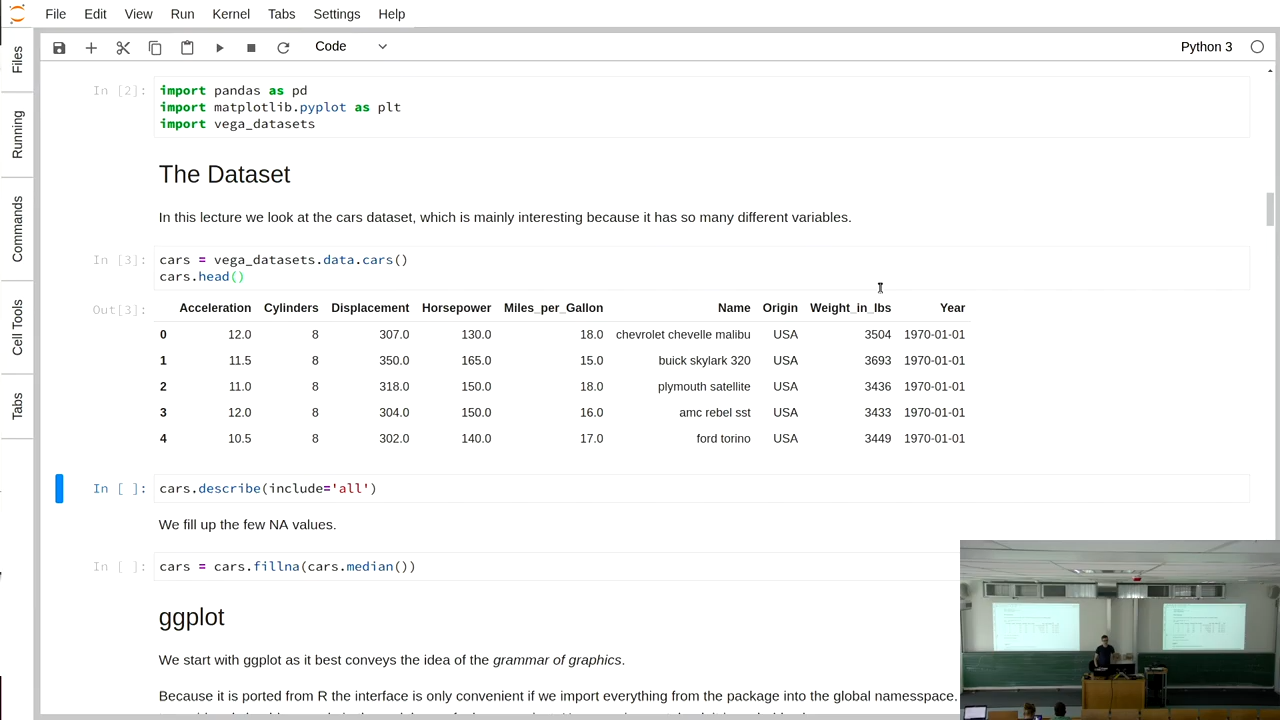 File Edit View Run Kernel Tabs Settings Help
Code
Python 3
Files
Running
Commands
Cell Tools
Tabs
In [2]:
import pandas as pd
import matplotlib.pyplot as plt
import vega_datasets
The Dataset
In this lecture we look at the cars dataset, which is mainly interesting because it has so many different variables.
In [3]:
cars = vega_datasets.data.cars()
cars.head()
Out[3]:
Acceleration Cylinders Displacement Horsepower Miles_per_Gallon Name Origin Weight_in_lbs Year
0 12.0 8 307.0 130.0 18.0 chevrolet chevelle malibu USA 3504 1970-01-01
1 11.5 8 350.0 165.0 15.0 buick skylark 320 USA 3693 1970-01-01
2 11.0 8 318.0 150.0 18.0 plymouth satellite USA 3436 1970-01-01
3 12.0 8 304.0 150.0 16.0 amc rebel sst USA 3433 1970-01-01
4 10.5 8 302.0 140.0 17.0 ford torino USA 3449 1970-01-01
In [ ]:
cars.describe(include='all')
We fill up the few NA values.
In [ ]:
cars = cars.fillna(cars.median())
ggplot
We start with ggplot as it best conveys the idea of the grammar of graphics.
Because it is ported from R the interface is only convenient if we import everything from the package into the global namesspace.